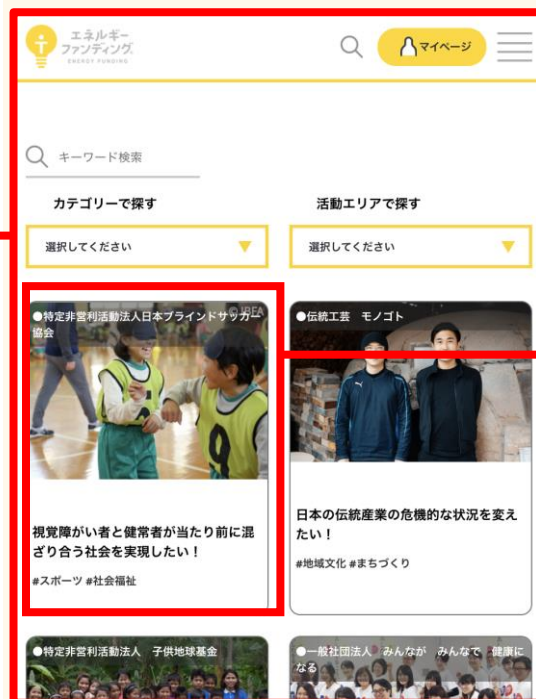 エネルギー
ファンディング
ENERGY FUNDING
マイページ
キーワード検索
カテゴリーで探す
活動エリアで探す
選択してください
選択してください
●特定非営利活動法人日本ブラインドサッカー
協会
●伝統工芸　モノゴト
視覚障がい者と健常者が当たり前に混
ざり合う社会を実現したい！
#スポーツ #社会福祉
日本の伝統産業の危機的な状況を変え
たい！
#地域文化 #まちづくり
●特定非営利活動法人　子供地球基金
●一般社団法人　みんなが　みんなで　健康に
なる